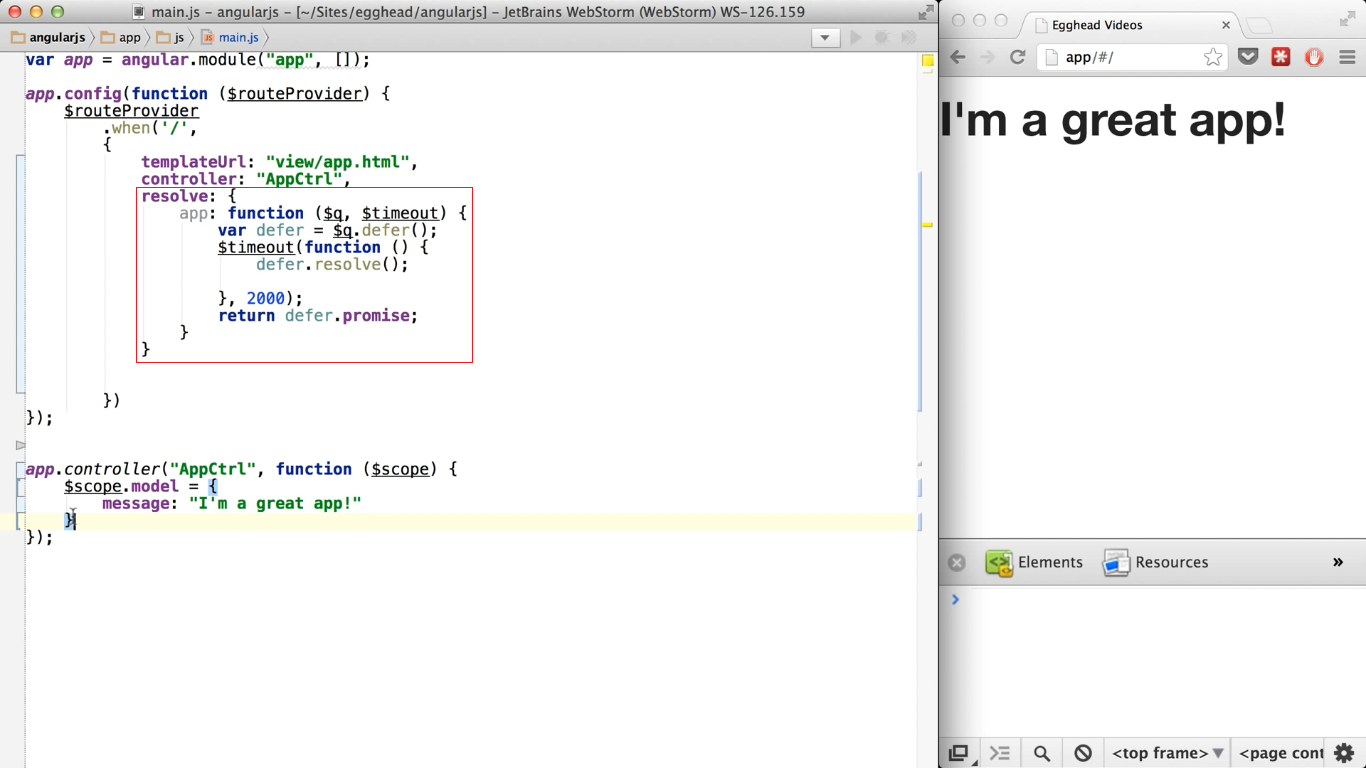 main.js – angularjs – [~/Sites/egghead/angularjs] – JetBrains WebStorm (WebStorm) WS-126.159
angularjs app js main.js
var app = angular.module("app", []);
app.config(function ($routeProvider) {
$routeProvider
.when('/',
{
templateUrl: "view/app.html",
controller: "AppCtrl",
resolve: {
app: function ($q, $timeout) {
var defer = $q.defer();
$timeout(function () {
defer.resolve();
}, 2000);
return defer.promise;
}
}
})
});
app.controller("AppCtrl", function ($scope) {
$scope.model = {
message: "I'm a great app!"
}
});
Egghead Videos
app/#/
I'm a great app!
Elements Resources »
<top frame> <page cont